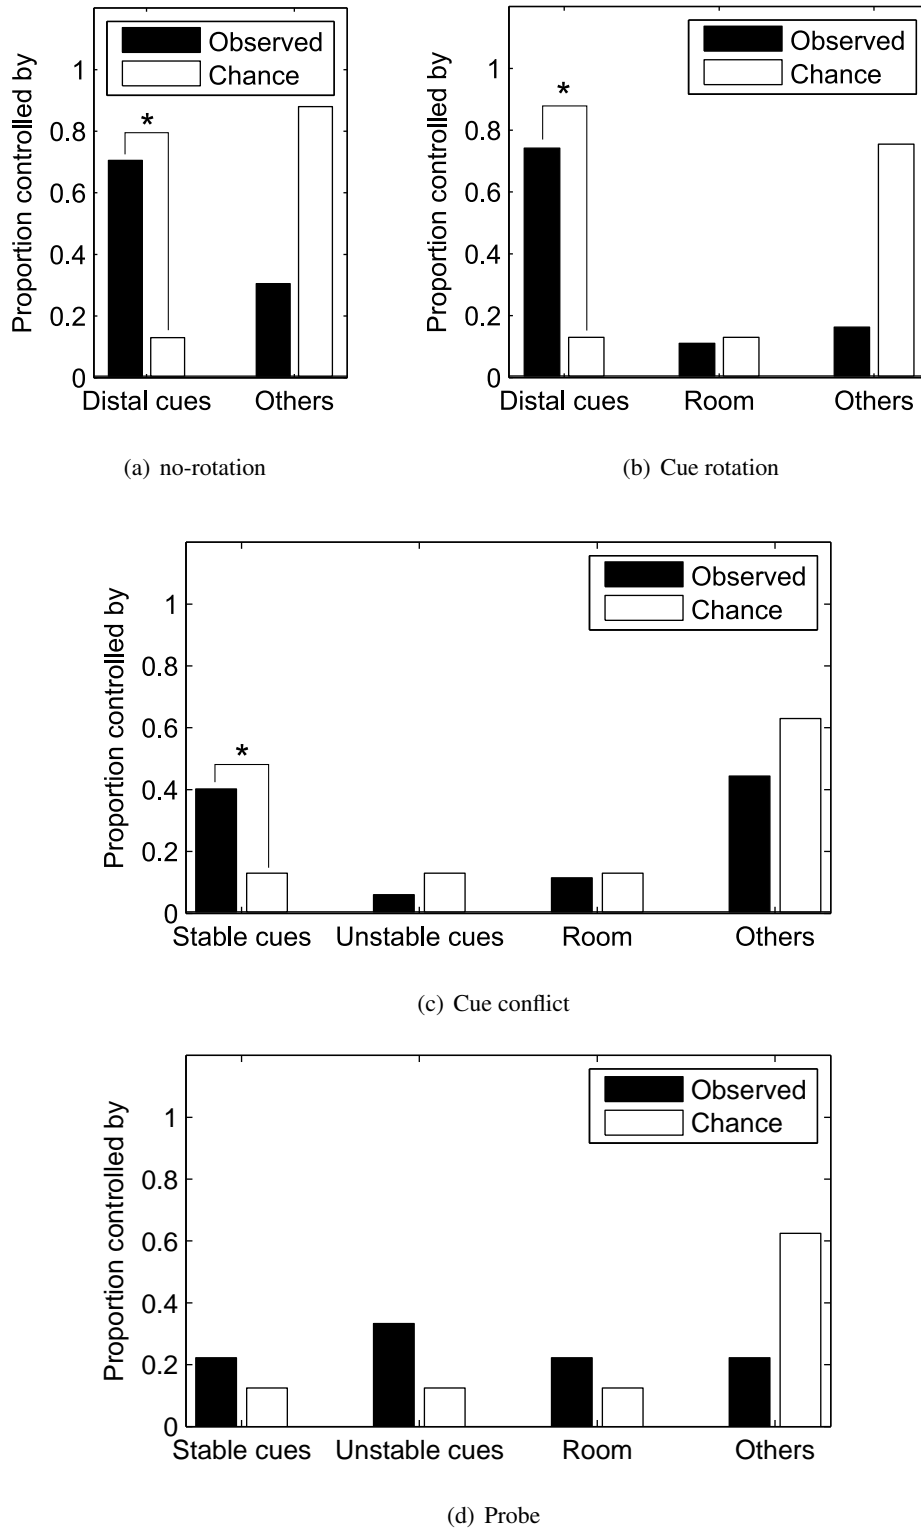 Observed
Chance
*
Proportion controlled by
1
0.8
0.6
0.4
0.2
0
Distal cues Others
(a) no-rotation
Observed
Chance
*
Proportion controlled by
1
0.8
0.6
0.4
0.2
0
Distal cues Room Others
(b) Cue rotation
Observed
Chance
*
Proportion controlled by
1
0.8
0.6
0.4
0.2
0
Stable cues Unstable cues Room Others
(c) Cue conflict
Observed
Chance
Proportion controlled by
1
0.8
0.6
0.4
0.2
0
Stable cues Unstable cues Room Others
(d) Probe